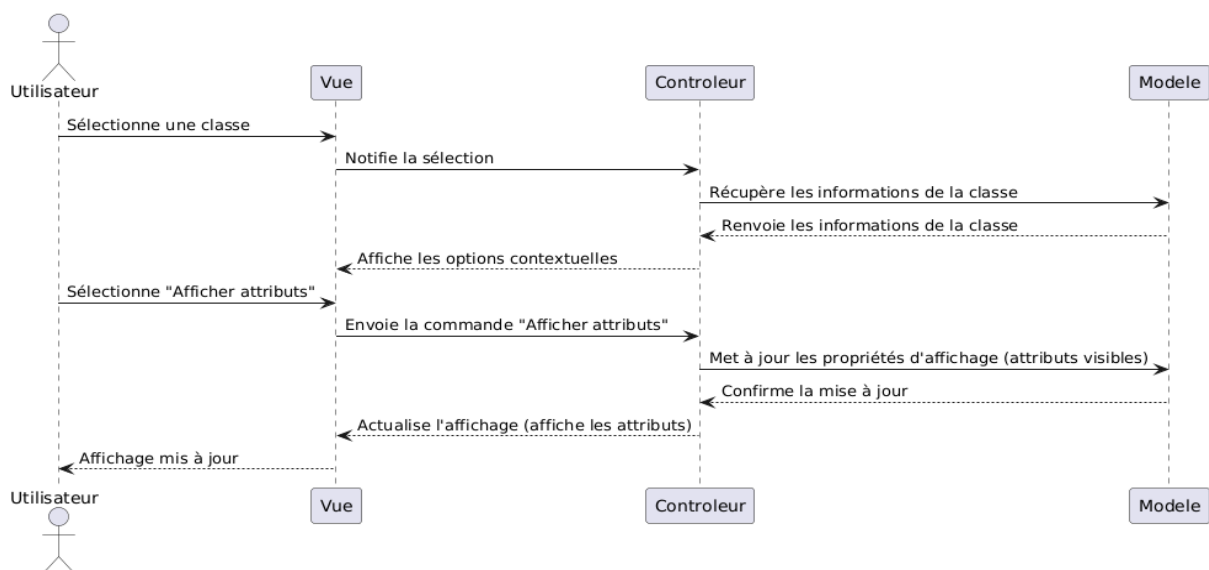 Utilisateur
Vue
Controleur
Modele
Sélectionne une classe
Notifie la sélection
Récupère les informations de la classe
Renvoie les informations de la classe
Affiche les options contextuelles
Sélectionne "Afficher attributs"
Envoie la commande "Afficher attributs"
Met à jour les propriétés d'affichage (attributs visibles)
Confirme la mise à jour
Actualise l'affichage (affiche les attributs)
Affichage mis à jour
Utilisateur
Vue
Controleur
Modele